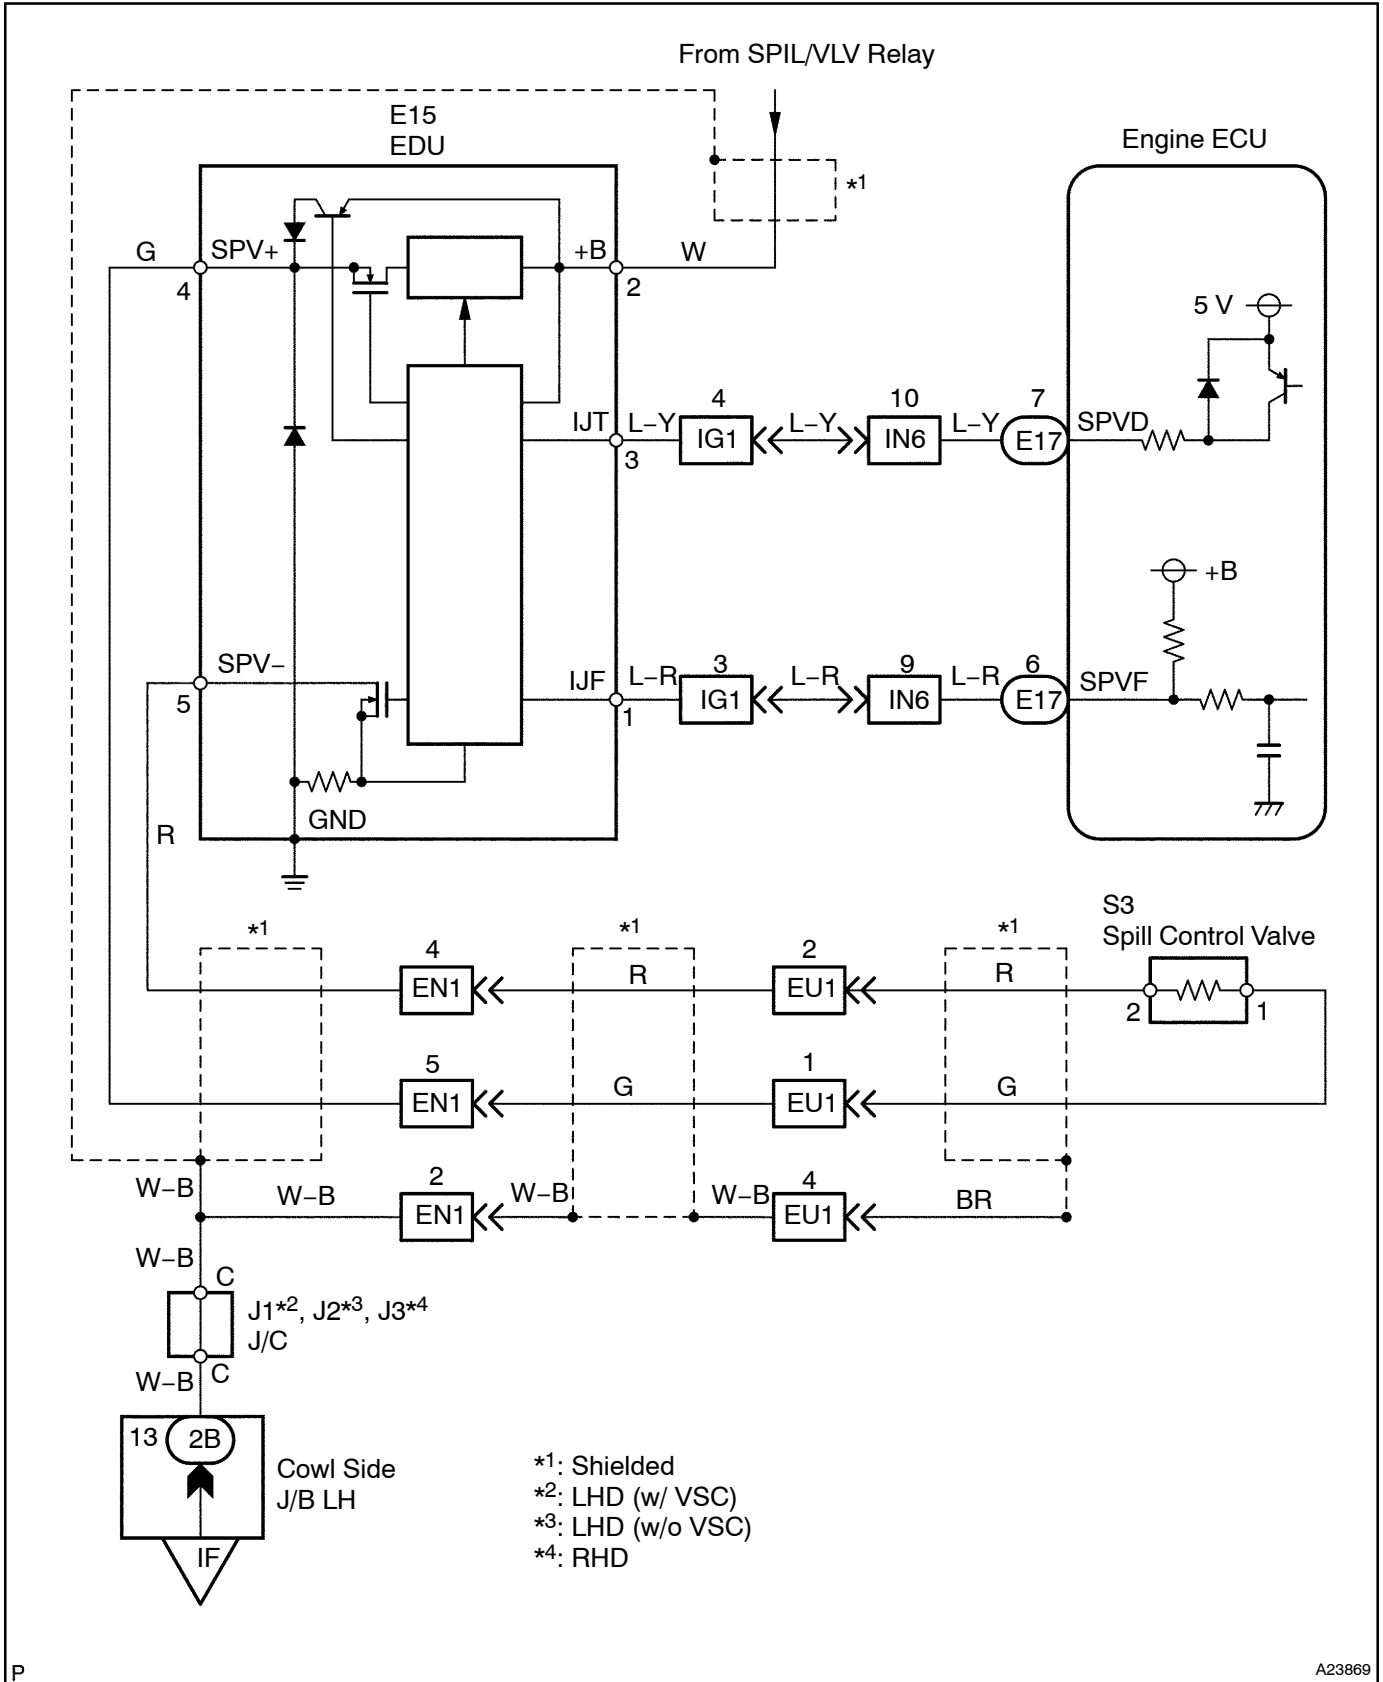 From SPIL/VLV Relay
E15
EDU
Engine ECU
*1
G
SPV+
+B
W
4
2
5 V
4
10
7
IJT
L-Y
IG1
L-Y
IN6
L-Y
E17
SPVD
3
+B
SPV-
5
IJF
1
3
9
6
L-R
IG1
L-R
IN6
L-R
E17
SPVF
GND
R
S3
Spill Control Valve
*1
*1
*1
4
EN1
R
2
EU1
R
2
1
5
EN1
G
1
EU1
G
W-B
W-B
2
EN1
W-B
W-B
4
EU1
BR
W-B
C
J1*2, J2*3, J3*4
J/C
C
W-B
13
2B
Cowl Side
J/B LH
IF
*1: Shielded
*2: LHD (w/ VSC)
*3: LHD (w/o VSC)
*4: RHD
P
A23869